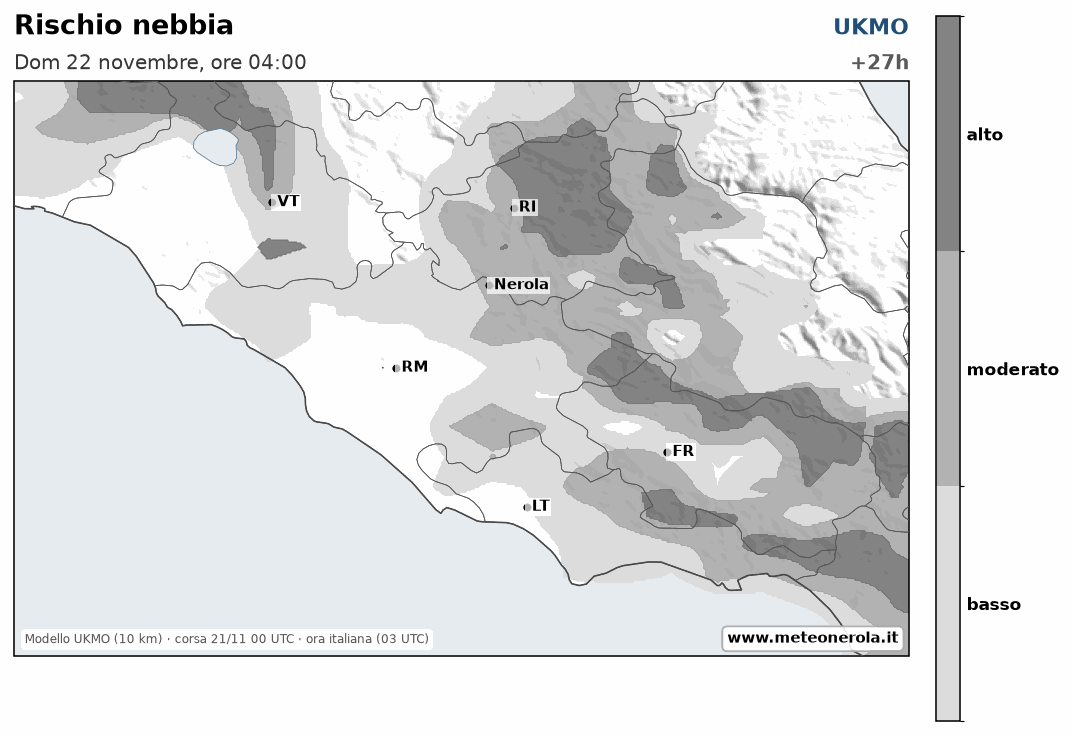 Rischio nebbia
UKMO
Dom 22 novembre, ore 04:00
+27h
alto
VT
RI
Nerola
moderato
RM
FR
LT
basso
Modello UKMO (10 km) · corsa 21/11 00 UTC · ora italiana (03 UTC)
www.meteonerola.it